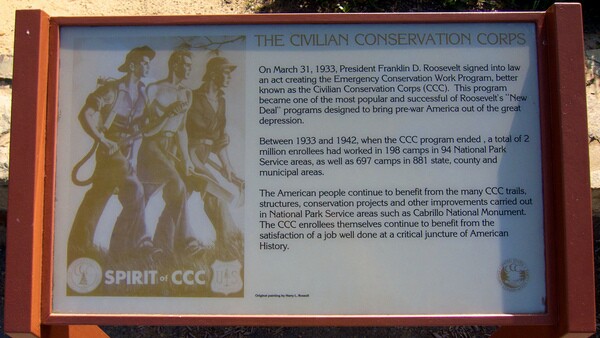 THE CIVILIAN CONSERVATION CORPS
On March 31, 1933, President Franklin D. Roosevelt signed into law
an act creating the Emergency Conservation Work Program, better
known as the Civilian Conservation Corps (CCC). This program
became one of the most popular and successful of Roosevelt's "New
Deal" programs designed to bring pre-war America out of the great
depression.
Between 1933 and 1942, when the CCC program ended , a total of 2
million enrollees had worked in 198 camps in 94 National Park
Service areas, as well as 697 camps in 881 state, county and
municipal areas.
The American people continue to benefit from the many CCC trails,
structures, conservation projects and other improvements carried out
in National Park Service areas such as Cabrillo National Monument.
The CCC enrollees themselves continue to benefit from the
satisfaction of a job well done at a critical juncture of American
History.
SPIRIT of CCC
Original painting by Harry L. Rossoll